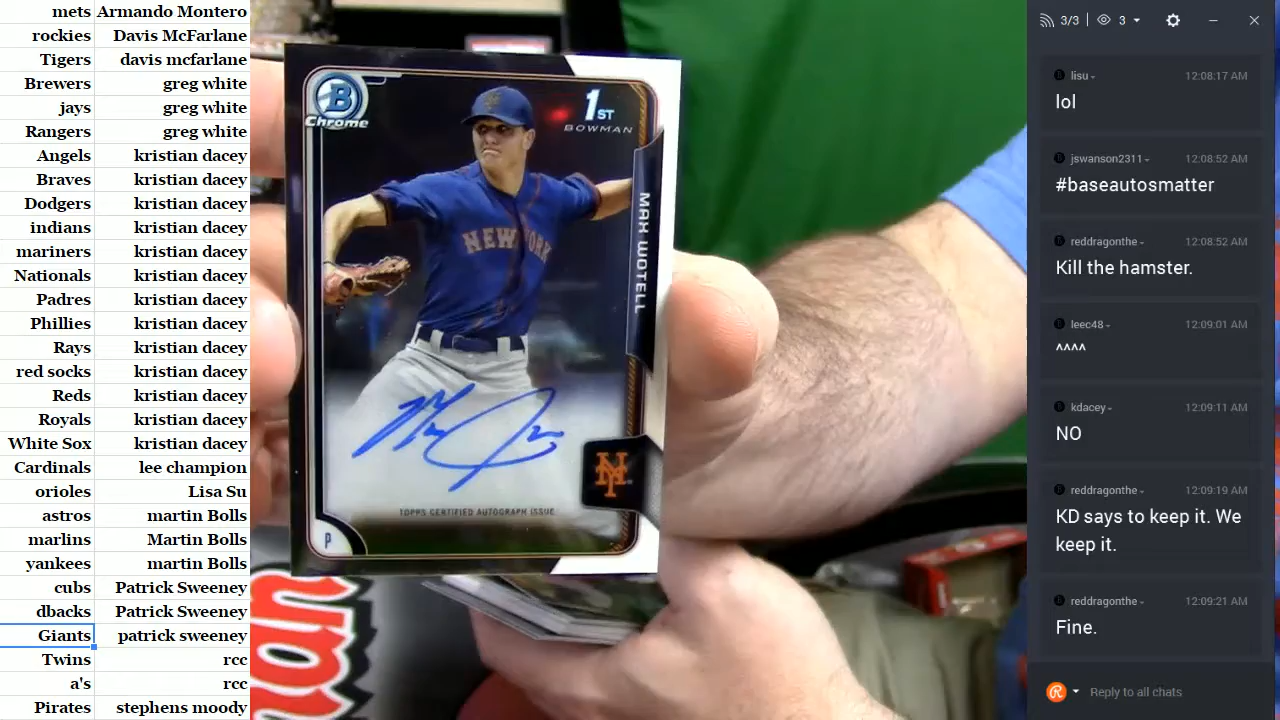 mets Armando Montero
rockies Davis McFarlane
Tigers davis mcfarlane
Brewers greg white
jays greg white
Rangers greg white
Angels kristian dacey
Braves kristian dacey
Dodgers kristian dacey
indians kristian dacey
mariners kristian dacey
Nationals kristian dacey
Padres kristian dacey
Phillies kristian dacey
Rays kristian dacey
red socks kristian dacey
Reds kristian dacey
Royals kristian dacey
White Sox kristian dacey
Cardinals lee champion
orioles Lisa Su
astros martin Bolls
marlins Martin Bolls
yankees martin Bolls
cubs Patrick Sweeney
dbacks Patrick Sweeney
Giants patrick sweeney
Twins rcc
a's rcc
Pirates stephens moody
B
Chrome
1ST
BOWMAN
MAX WOTELL
NEW YORK
NY
TOPPS CERTIFIED AUTOGRAPH ISSUE
P
3/3 3
lisu 12:08:17 AM
lol
jswanson2311 12:08:52 AM
#baseautosmatter
reddragonthe 12:08:52 AM
Kill the hamster.
leec48 12:09:01 AM
^^^^
kdacey 12:09:11 AM
NO
reddragonthe 12:09:19 AM
KD says to keep it. We
keep it.
reddragonthe 12:09:21 AM
Fine.
Reply to all chats